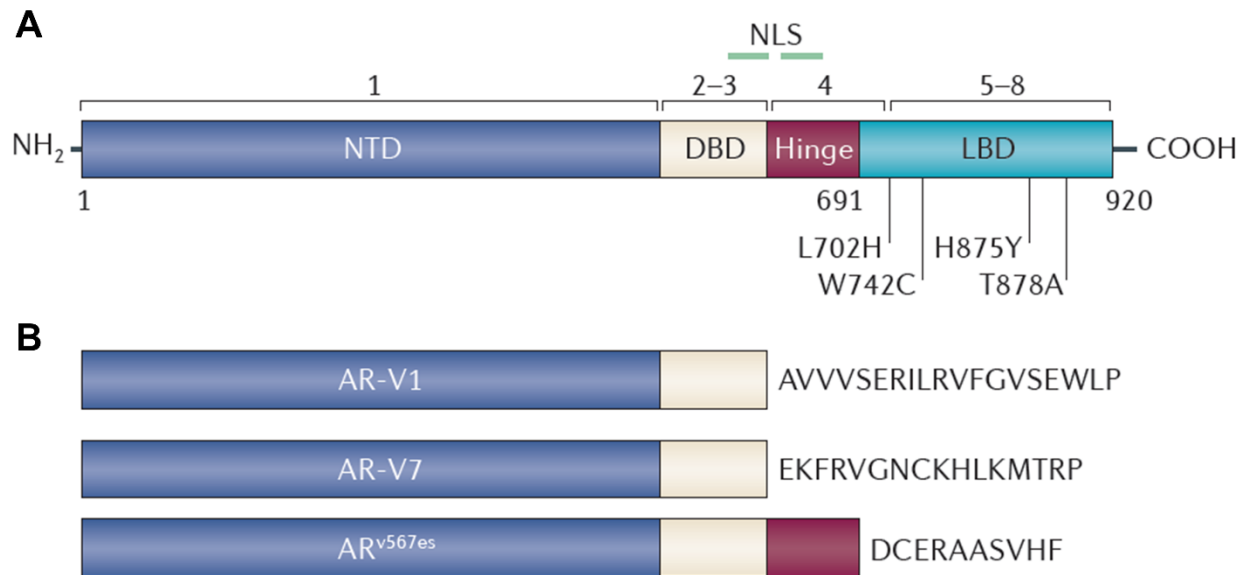 A
NLS
1 2–3 4 5–8
NH2 NTD DBD Hinge LBD COOH
1 691 920
L702H H875Y
W742C T878A
B
AR-V1 AVVVSERILRVFGVSEWLP
AR-V7 EKFRVGNCKHLKMTRP
ARv567es DCERAASVHF